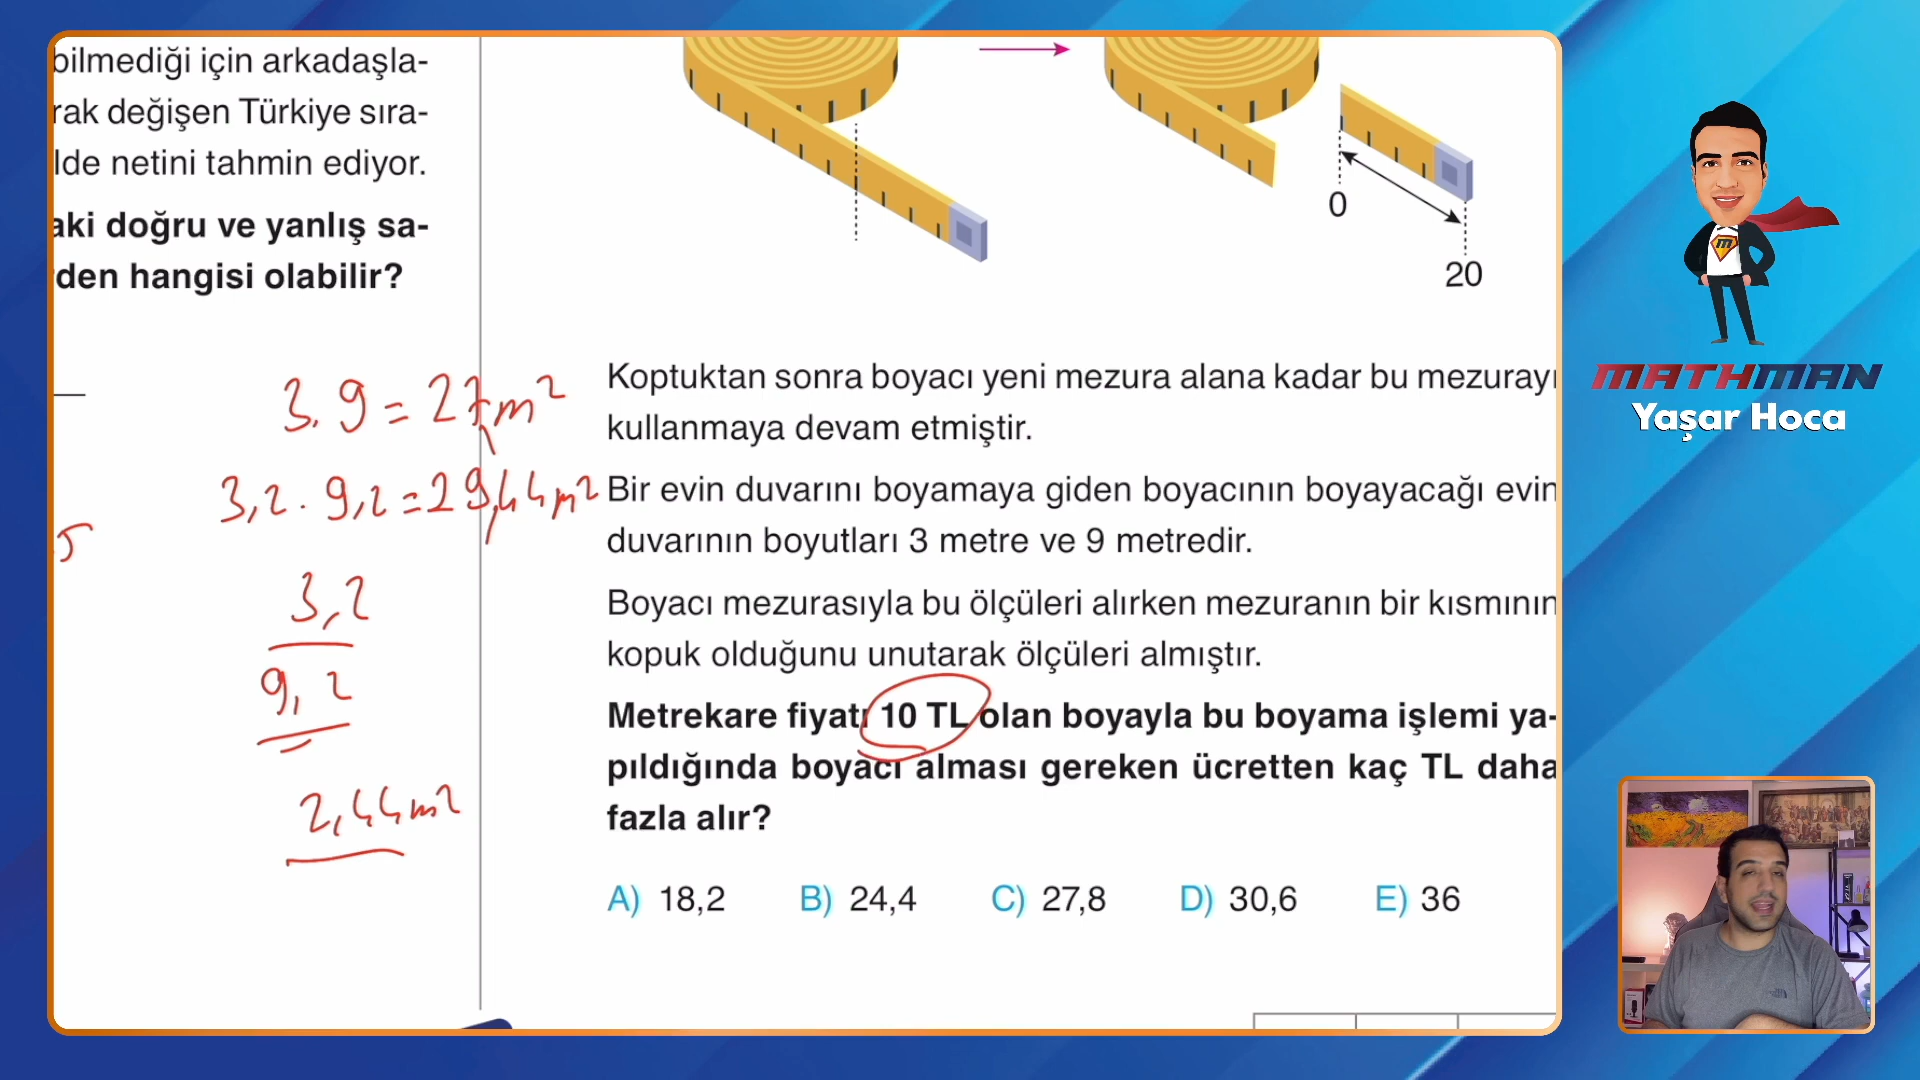 bilmediği için arkadaşla-
rak değişen Türkiye sıra-
lde netini tahmin ediyor.
aki doğru ve yanlış sa-
rden hangisi olabilir?
3.9=27m²
3,2.9,2=29,44m²
5
3,2
9,2
2,44m²
0
20
Koptuktan sonra boyacı yeni mezura alana kadar bu mezurayı
kullanmaya devam etmiştir.
Bir evin duvarını boyamaya giden boyacının boyayacağı evin
duvarının boyutları 3 metre ve 9 metredir.
Boyacı mezurasıyla bu ölçüleri alırken mezuranın bir kısmının
kopuk olduğunu unutarak ölçüleri almıştır.
Metrekare fiyatı 10 TL olan boyayla bu boyama işlemi ya-
pıldığında boyacı alması gereken ücretten kaç TL daha
fazla alır?
A) 18,2 B) 24,4 C) 27,8 D) 30,6 E) 36
m
MATHMAN
Yaşar Hoca